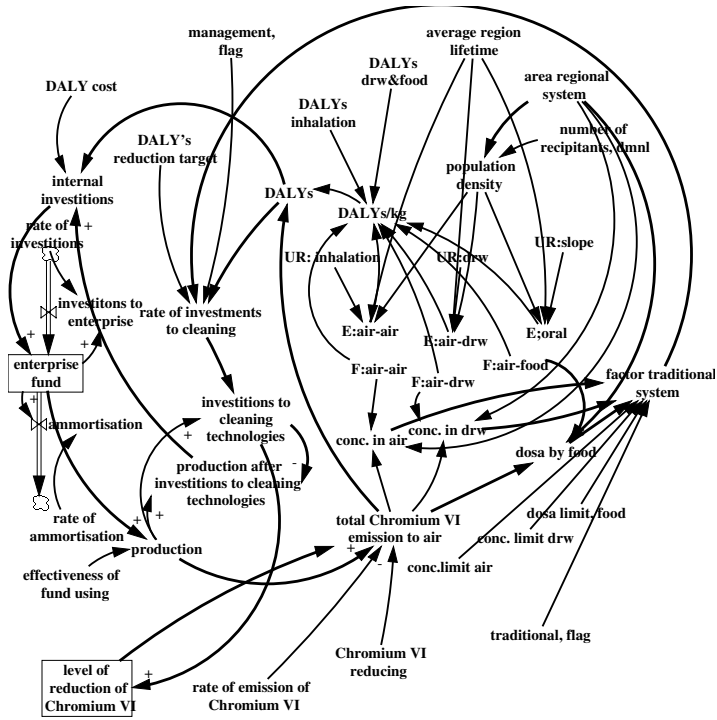 management,
flag
average region
lifetime
DALYs
drw&food
area regional
system
DALY cost
DALYs
inhalation
DALY's
reduction target
number of
recipitants, dmnl
population
density
internal
investitions
DALYs
DALYs/kg
rate of
investitions
+
UR: inhalation
UR:drw
UR:slope
investitons to
enterprise
rate of investments
to cleaning
E:air-air
E:air-drw
E;oral
+
+
enterprise
fund
F:air-air
F:air-drw
F:air-food
factor traditional
system
+
ammortisation
investitions to
cleaning
technologies
+
conc. in air
conc. in drw
dosa by food
production after
investitions to cleaning
technologies
-
rate of
ammortisation
+
+
production
total Chromium VI
emission to air
+
-
dosa limit, food
conc. limit drw
conc.limit air
effectiveness of
fund using
traditional, flag
Chromium VI
reducing
level of
reduction of
Chromium VI
+
rate of emission of
Chromium VI